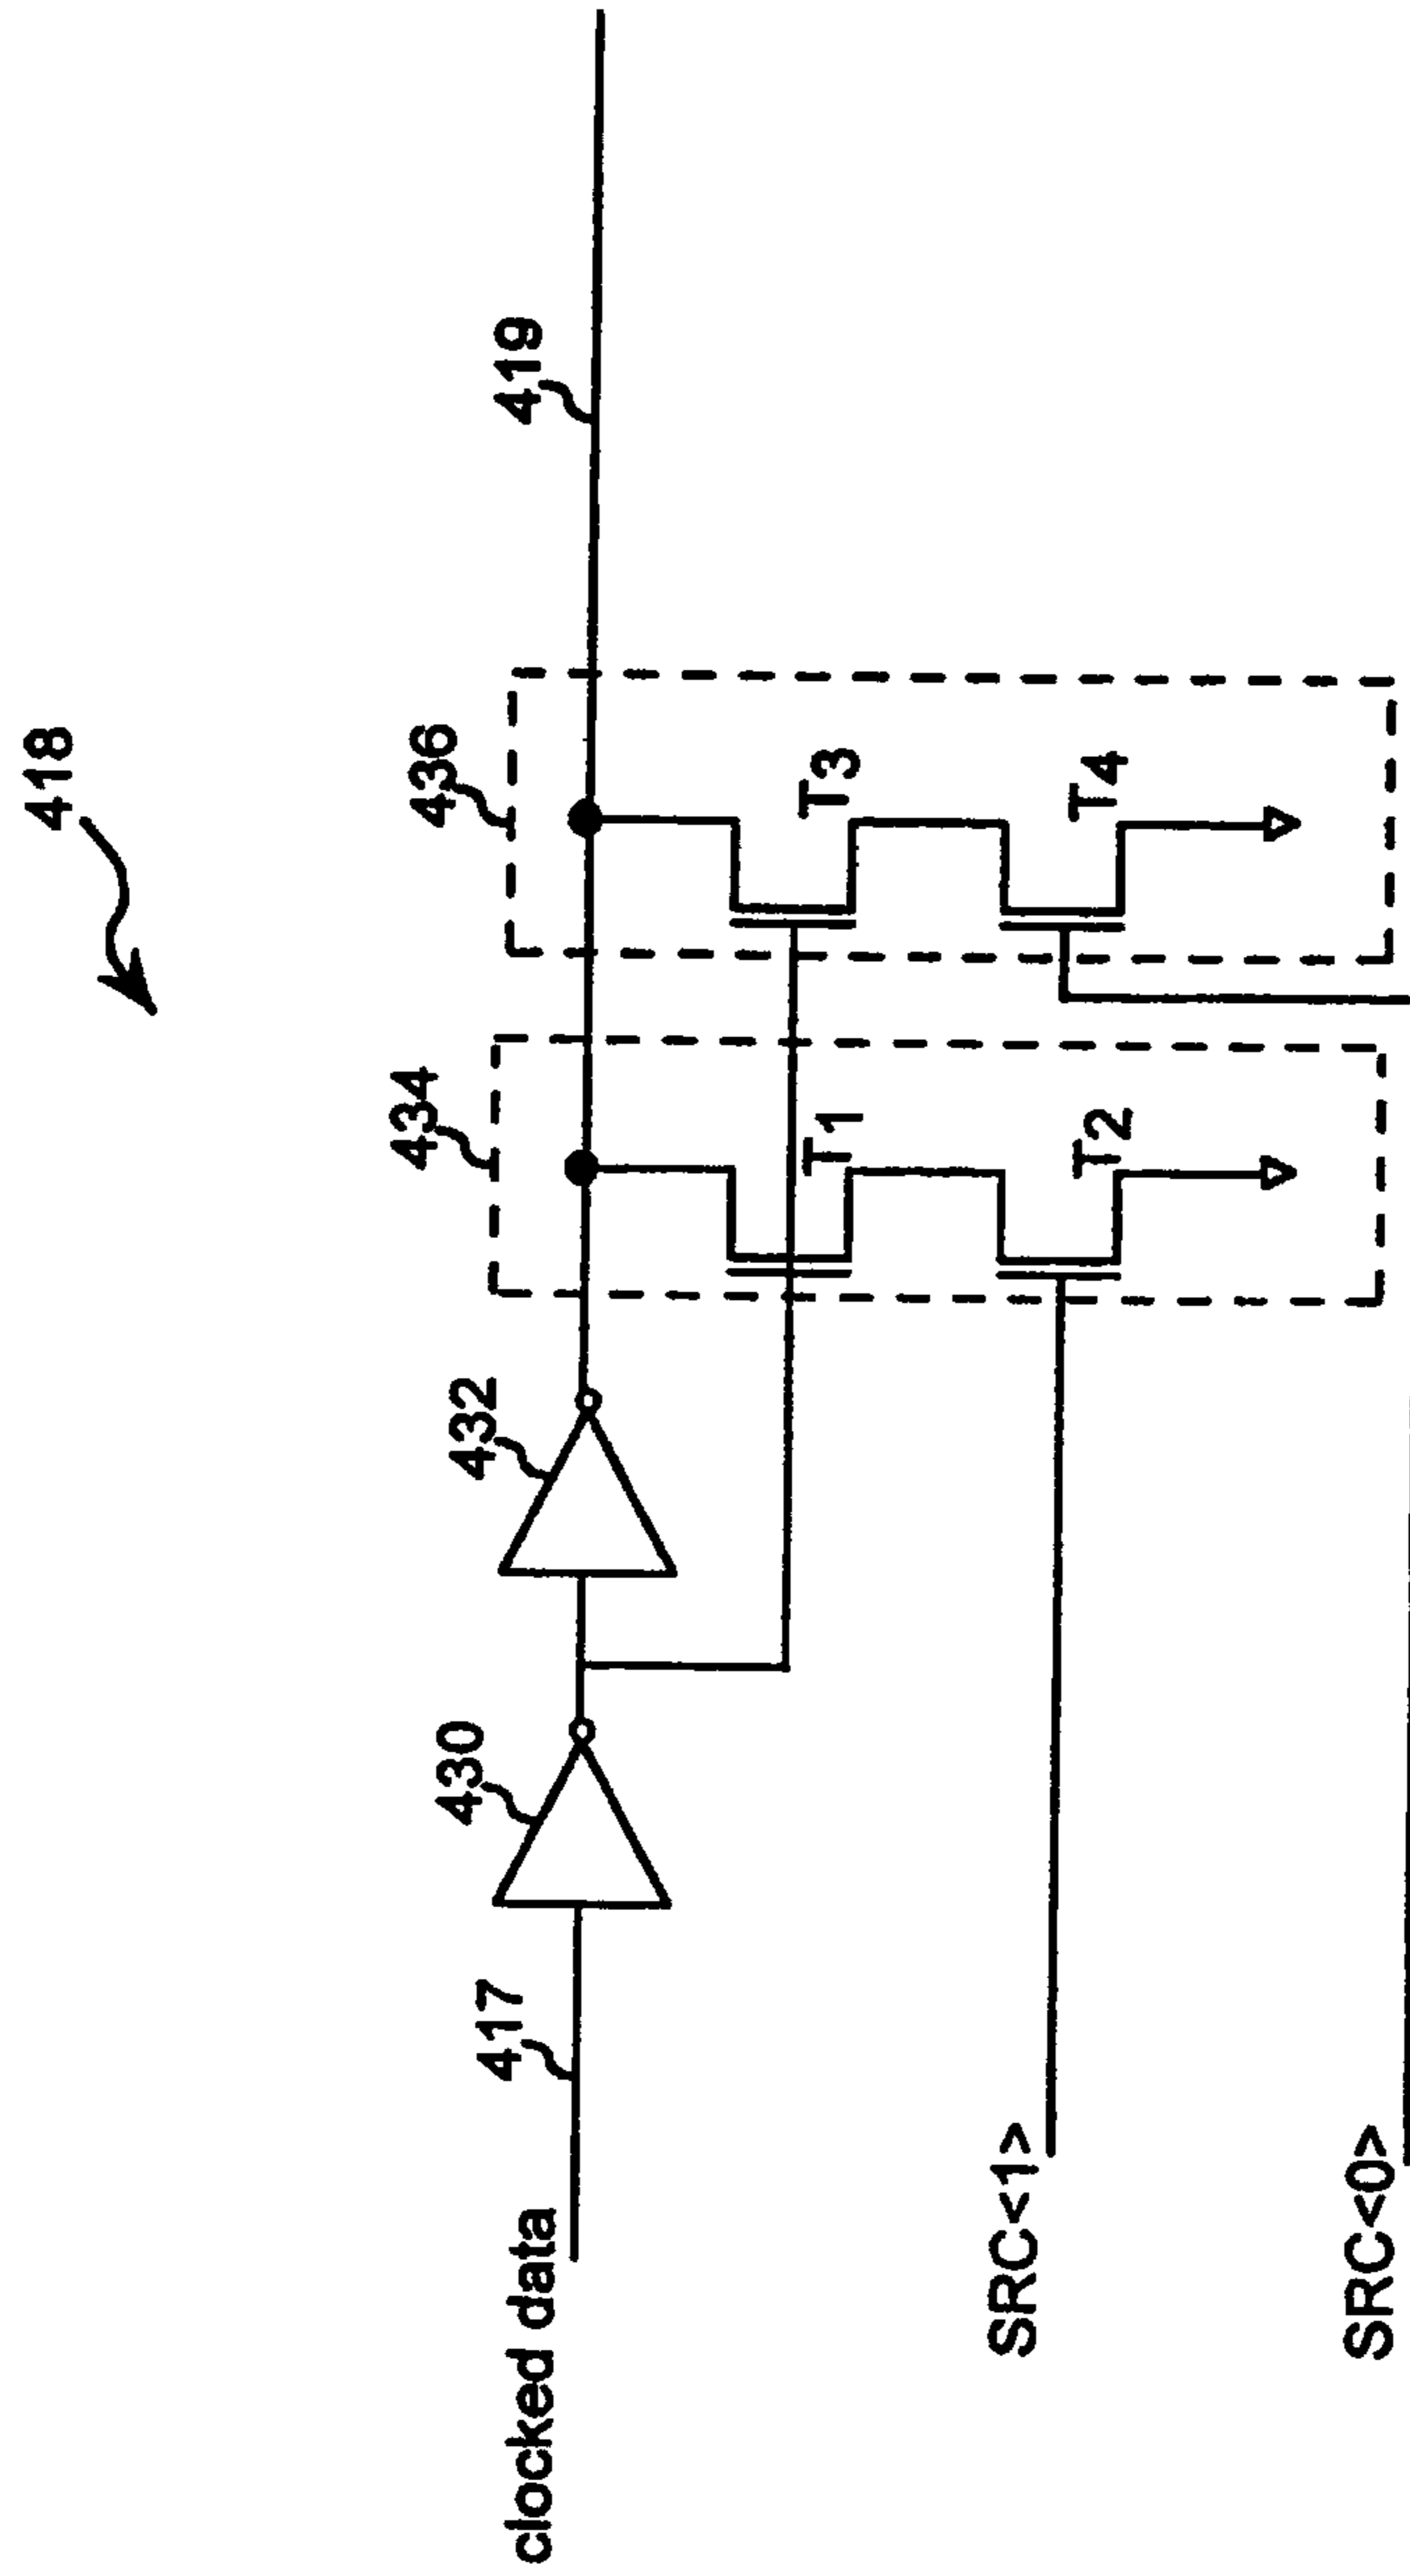 418
434
436
419
430
432
417
clocked data
T1
T3
T2
T4
SRC<1>
SRC<0>